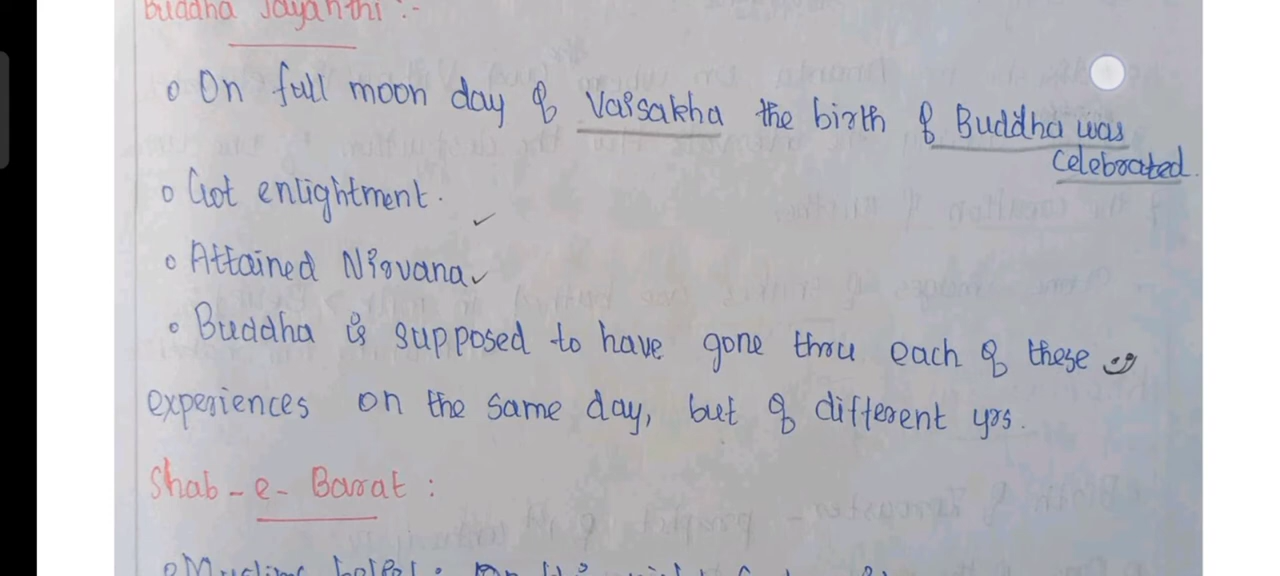 Buddha Jayanthi :-
o On full moon day of Vaisakha the birth of Buddha was
celebrated.
o Got enlightment.
o Attained Nirvana
o Buddha is supposed to have gone thru each of these
experiences on the same day, but of different yrs.
Shab-e-Barat :